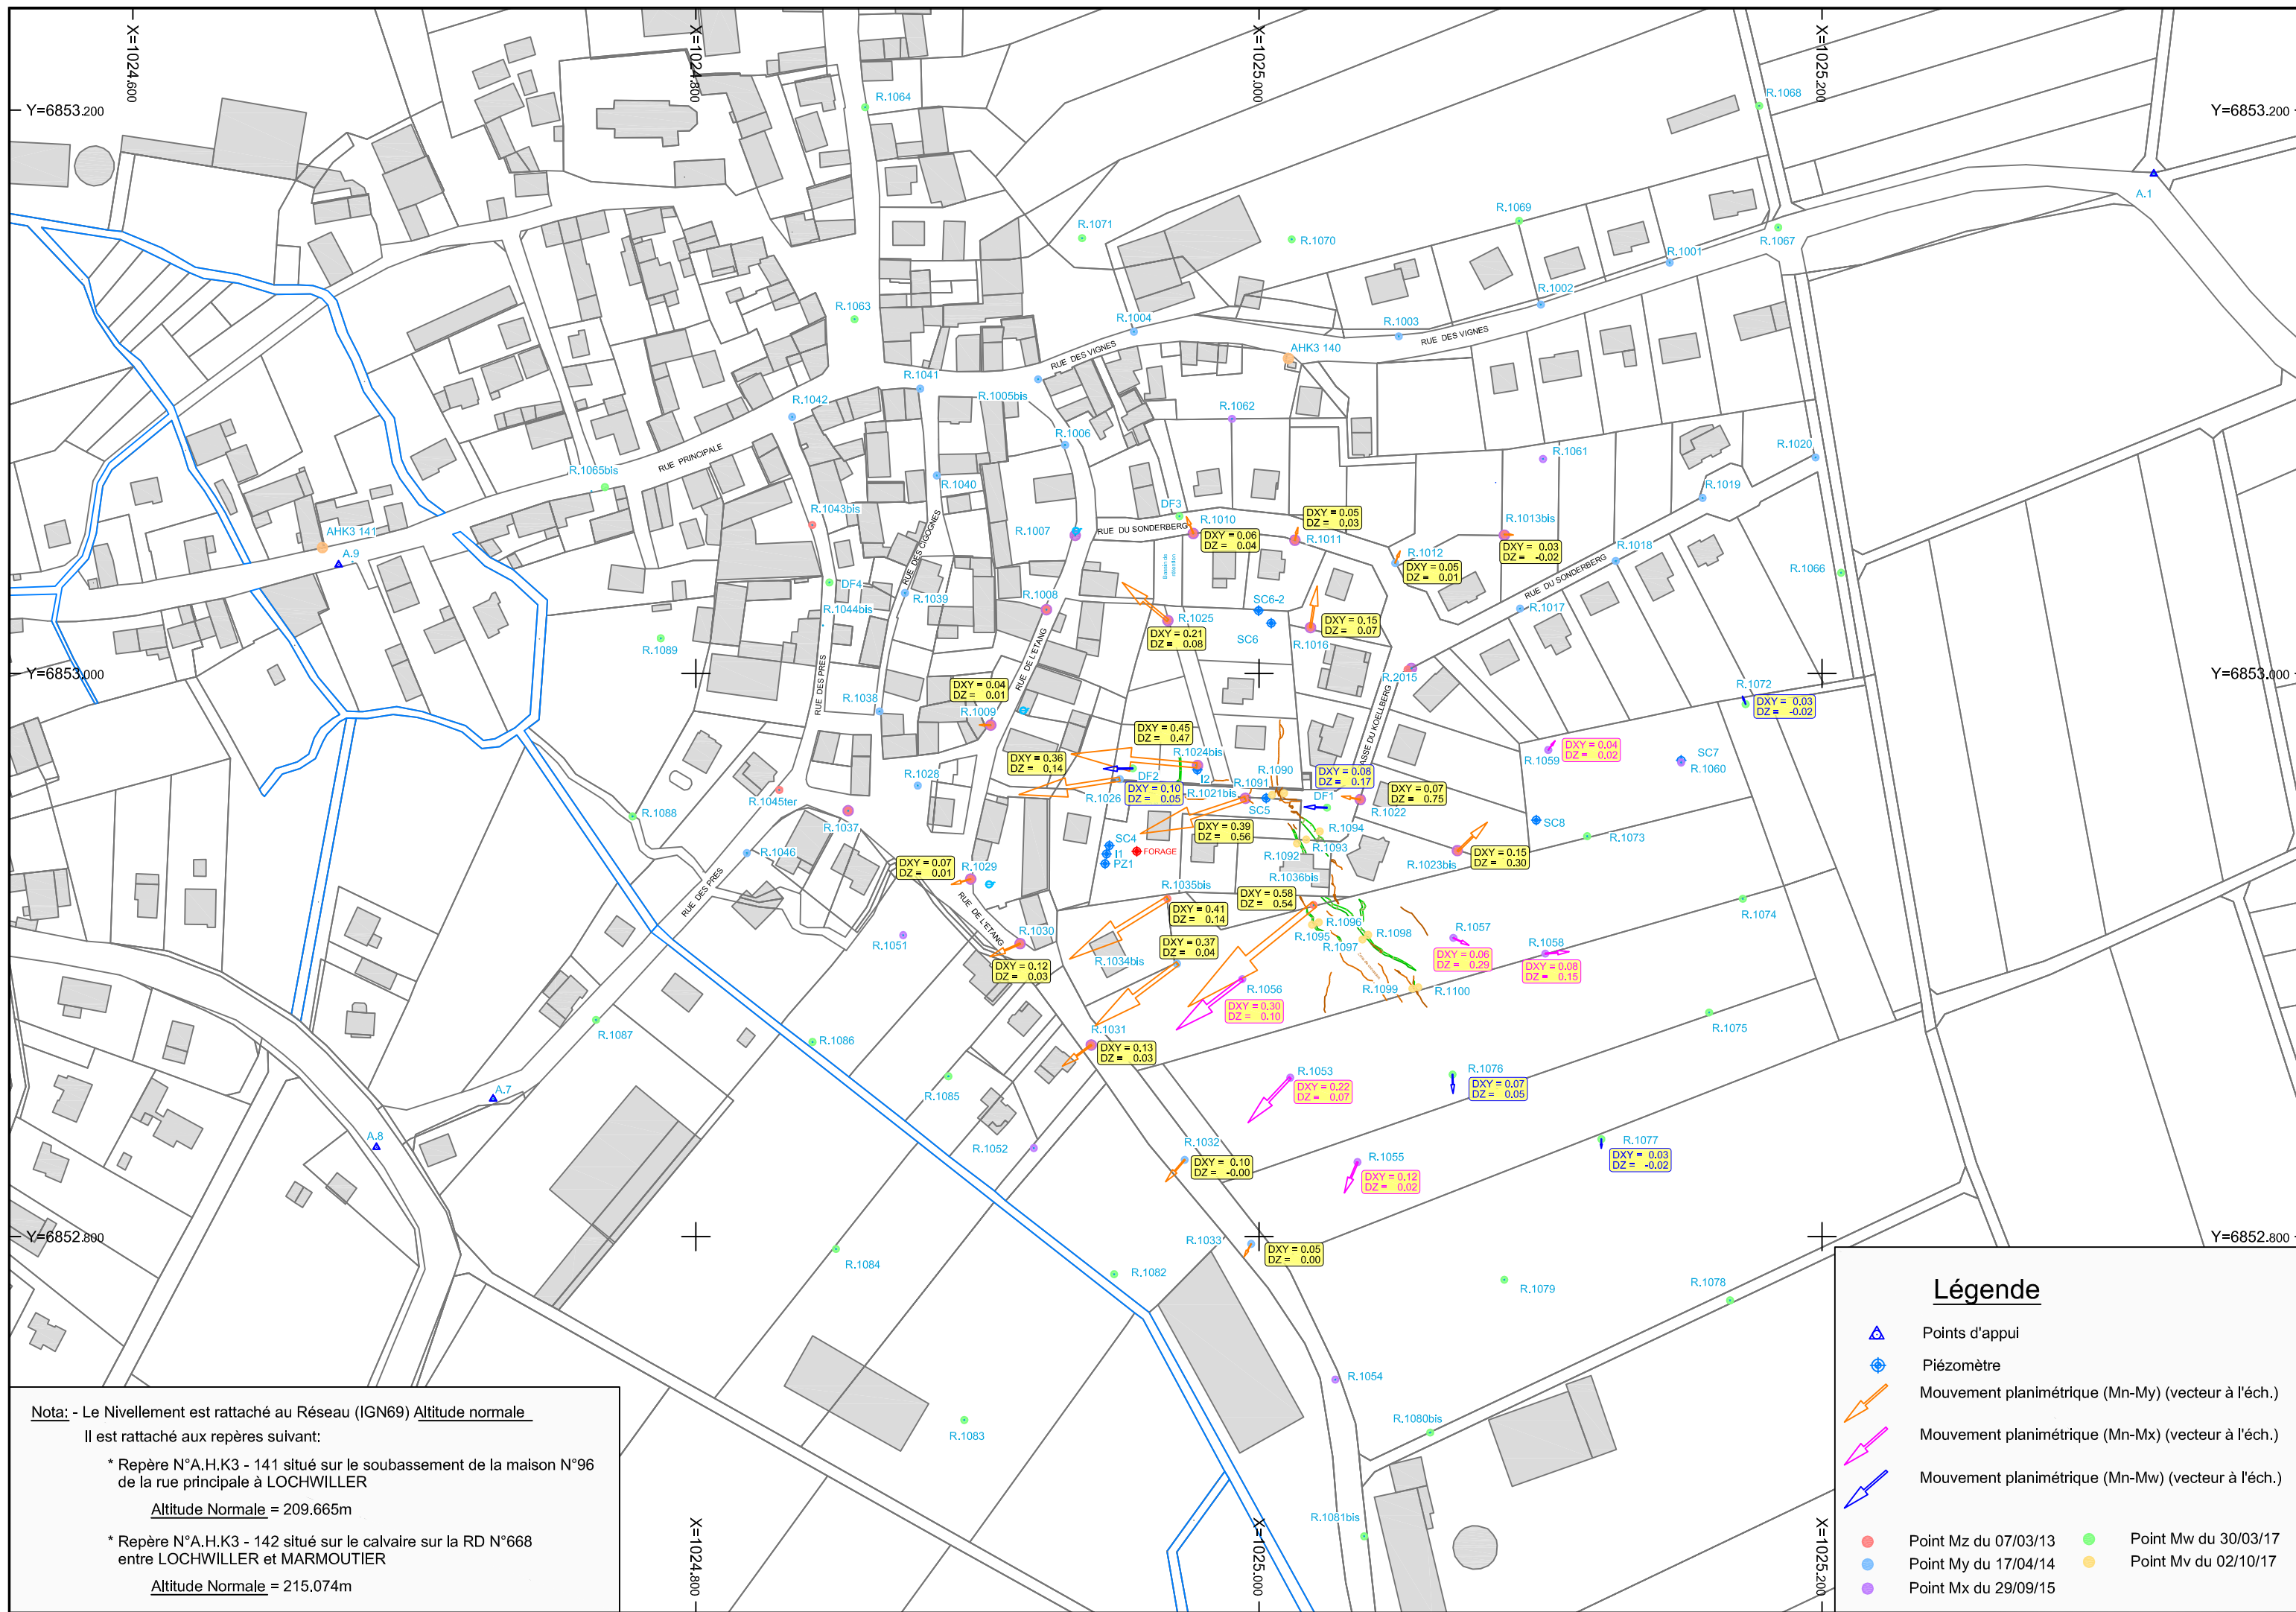 X=1024.600
X=1024.800
X=1025.000
X=1025.200
Y=6853.200
Y=6853.200
R.1064
R.1068
A.1
R.1071
R.1070
R.1069
R.1067
R.1001
R.1002
R.1063
R.1004
R.1003
RUE DES VIGNES
RUE DES VIGNES
AHK3 140
R.1041
R.1005bis
R.1042
R.1062
R.1006
R.1020
RUE PRINCIPALE
R.1065bis
R.1061
R.1040
R.1019
DF3
R.1043bis
AHK3 141
R.1007
RUE DU SONDERBERG
R.1010
DXY = 0.05
DZ = 0.03
R.1013bis
DXY = 0.06
DZ = 0.04
R.1011
A.9
RUE DES CIGOGNES
R.1012
DXY = 0.03
DZ = -0.02
R.1018
Bassin de
rétention
DXY = 0.05
DZ = 0.01
RUE DU SONDERBERG
R.1066
DF4
R.1044bis
R.1039
R.1008
SC6-2
R.1017
R.1025
DXY = 0.21
DZ = 0.08
SC6
DXY = 0.15
DZ = 0.07
R.1016
R.1089
RUE DE L'ETANG
Y=6853.000
Y=6853.000
R.2015
RUE DES PRES
DXY = 0.04
DZ = 0.01
R.1072
R.1038
R.1009
DXY = 0.03
DZ = -0.02
DXY = 0.45
DZ = 0.47
R.1024bis
DXY = 0.04
DZ = 0.02
R.1059
SC7
R.1060
DXY = 0.36
DZ = 0.14
R.1028
DF2
I2
R.1090
R.1091
DXY = 0.08
DZ = 0.17
R.1026
DXY = 0.10
DZ = 0.05
R.1021bis
DF1
DXY = 0.07
DZ = 0.75
R.1045ter
R.1088
R.1037
SC5
R.1022
SC8
R.1073
DXY = 0.39
DZ = 0.56
R.1094
SC4
I1
PZ1
FORAGE
R.1093
R.1092
R.1046
DXY = 0.15
DZ = 0.30
R.1023bis
DXY = 0.07
DZ = 0.01
R.1029
R.1036bis
R.1035bis
DXY = 0.58
DZ = 0.54
RUE DES PRES
R.1074
DXY = 0.41
DZ = 0.14
RUE DE L'ETANG
R.1096
R.1095
R.1098
R.1097
R.1057
R.1051
R.1030
DXY = 0.37
DZ = 0.04
R.1058
DXY = 0.06
DZ = 0.29
R.1034bis
DXY = 0.12
DZ = 0.03
DXY = 0.08
DZ = 0.15
R.1056
R.1099
R.1100
DXY = 0.30
DZ = 0.10
R.1075
R.1087
R.1086
R.1031
DXY = 0.13
DZ = 0.03
R.1053
DXY = 0.22
DZ = 0.07
R.1076
DXY = 0.07
DZ = 0.05
A.7
R.1085
A.8
R.1052
R.1032
DXY = 0.10
DZ = -0.00
R.1055
DXY = 0.12
DZ = 0.02
R.1077
DXY = 0.03
DZ = -0.02
Y=6852.800
Y=6852.800
R.1033
DXY = 0.05
DZ = 0.00
R.1084
R.1082
R.1079
R.1078
R.1054
R.1083
R.1080bis
R.1081bis
X=1024.800
X=1025.000
X=1025.200
Nota: - Le Nivellement est rattaché au Réseau (IGN69) Altitude normale
Il est rattaché aux repères suivant:
* Repère N°A.H.K3 - 141 situé sur le soubassement de la maison N°96
de la rue principale à LOCHWILLER
Altitude Normale = 209.665m
* Repère N°A.H.K3 - 142 situé sur le calvaire sur la RD N°668
entre LOCHWILLER et MARMOUTIER
Altitude Normale = 215.074m
Légende
Points d'appui
Piézomètre
Mouvement planimétrique (Mn-My) (vecteur à l'éch.)
Mouvement planimétrique (Mn-Mx) (vecteur à l'éch.)
Mouvement planimétrique (Mn-Mw) (vecteur à l'éch.)
Point Mz du 07/03/13
Point Mw du 30/03/17
Point My du 17/04/14
Point Mv du 02/10/17
Point Mx du 29/09/15